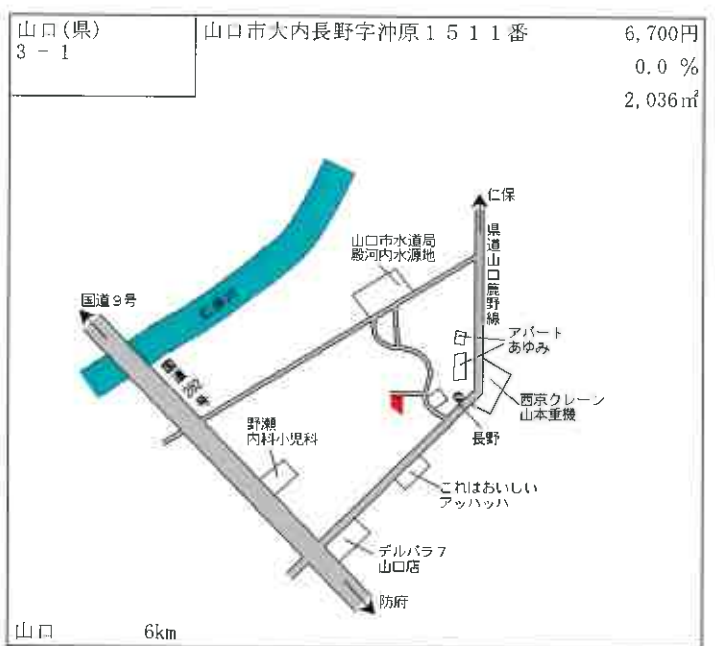 山口(県)
3 - 1
山口市大内長野字沖原1511番
6,700円
0.0 %
2,036㎡
仁保
県道山口鹿野線
山口市水道局
殿河内水源地
国道9号
アパート
あゆみ
西京クレーン
山本重機
野瀬
内科小児科
長野
これはおいしい
アッハッハ
デルパラ7
山口店
防府
山口 6km